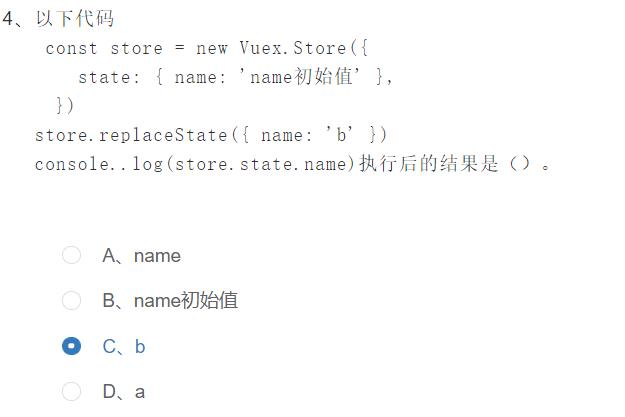 4、以下代码
const store = new Vuex.Store({
state: { name: 'name初始值' },
})
store.replaceState({ name: 'b' })
console..log(store.state.name)执行后的结果是（）。
A、name
B、name初始值
C、b
D、a